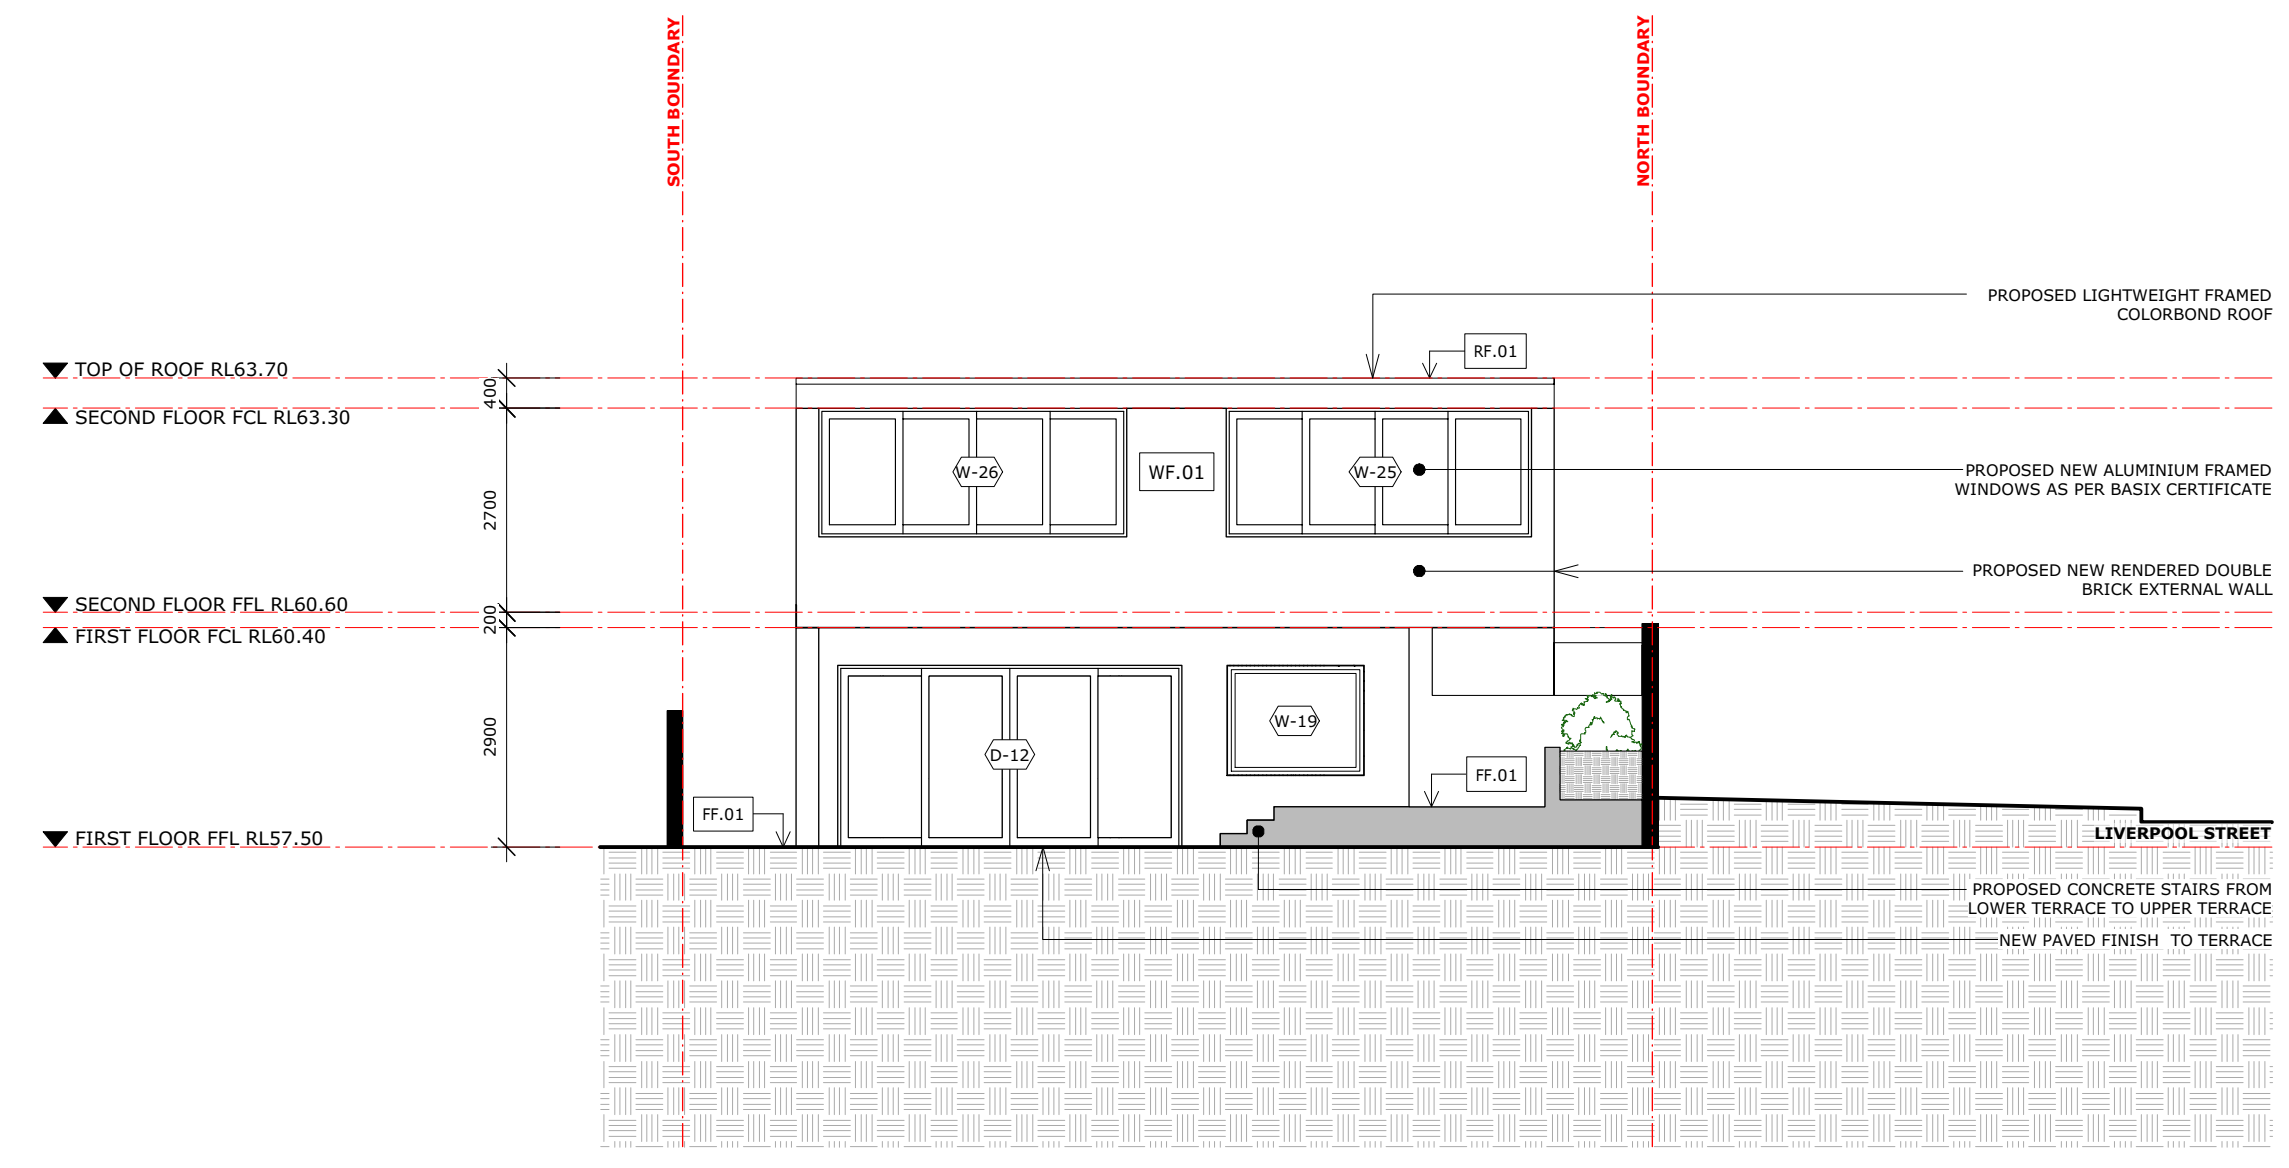 SOUTH BOUNDARY
NORTH BOUNDARY
PROPOSED LIGHTWEIGHT FRAMED
COLORBOND ROOF
RF.01
TOP OF ROOF RL63.70
400
SECOND FLOOR FCL RL63.30
W-26
WF.01
W-25
PROPOSED NEW ALUMINIUM FRAMED
WINDOWS AS PER BASIX CERTIFICATE
2700
PROPOSED NEW RENDERED DOUBLE
BRICK EXTERNAL WALL
SECOND FLOOR FFL RL60.60
200
FIRST FLOOR FCL RL60.40
W-19
2900
D-12
FF.01
FF.01
FIRST FLOOR FFL RL57.50
LIVERPOOL STREET
PROPOSED CONCRETE STAIRS FROM
LOWER TERRACE TO UPPER TERRACE
NEW PAVED FINISH TO TERRACE